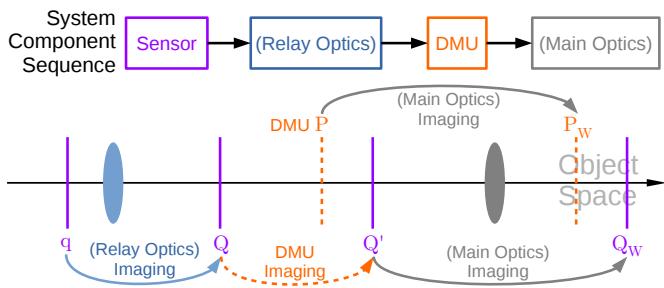 System
Component
Sequence
Sensor
(Relay Optics)
DMU
(Main Optics)
(Main Optics)
Imaging
DMU P
P_W
Object
Space
q
(Relay Optics)
Imaging
Q
DMU
Imaging
Q'
(Main Optics)
Imaging
Q_W